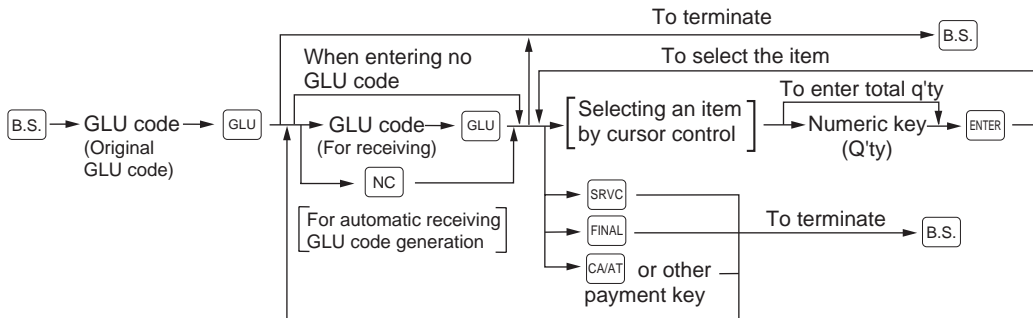 To terminate
B.S.
When entering no
GLU code
To select the item
B.S.
GLU code
(Original
GLU code)
GLU
GLU code
(For receiving)
GLU
NC
[For automatic receiving
GLU code generation]
[Selecting an item
by cursor control]
To enter total q'ty
Numeric key
(Q'ty)
ENTER
SRVC
FINAL
To terminate
B.S.
CA/AT or other
payment key